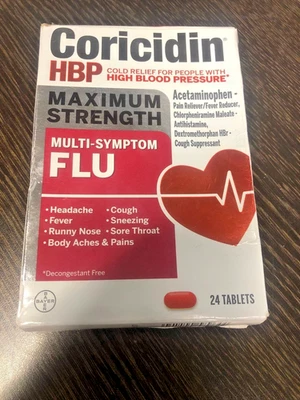 Coricidin®
HBP
COLD RELIEF FOR PEOPLE WITH
HIGH BLOOD PRESSURE*
MAXIMUM
STRENGTH
MULTI-SYMPTOM
FLU
Acetaminophen -
Pain Reliever/Fever Reducer,
Chlorpheniramine Maleate -
Antihistamine,
Dextromethorphan HBr -
Cough Suppressant
• Headache
• Fever
• Runny Nose
• Body Aches & Pains
• Cough
• Sneezing
• Sore Throat
*Decongestant Free
BAYER
24 TABLETS